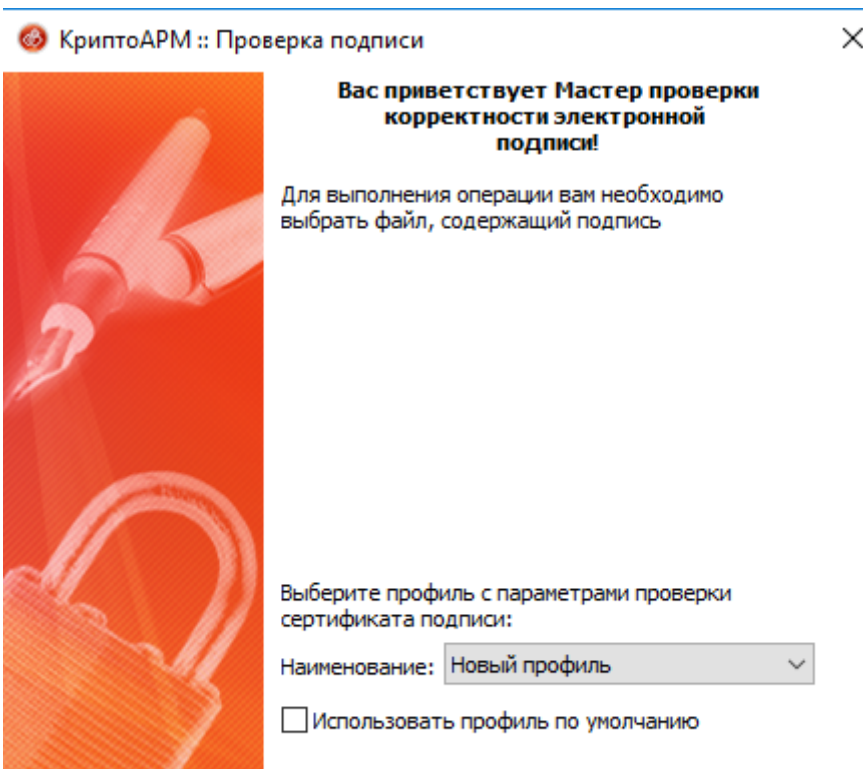 КриптоАРМ :: Проверка подписи
Вас приветствует Мастер проверки
корректности электронной
подписи!
Для выполнения операции вам необходимо
выбрать файл, содержащий подпись
Выберите профиль с параметрами проверки
сертификата подписи:
Наименование: Новый профиль
Использовать профиль по умолчанию